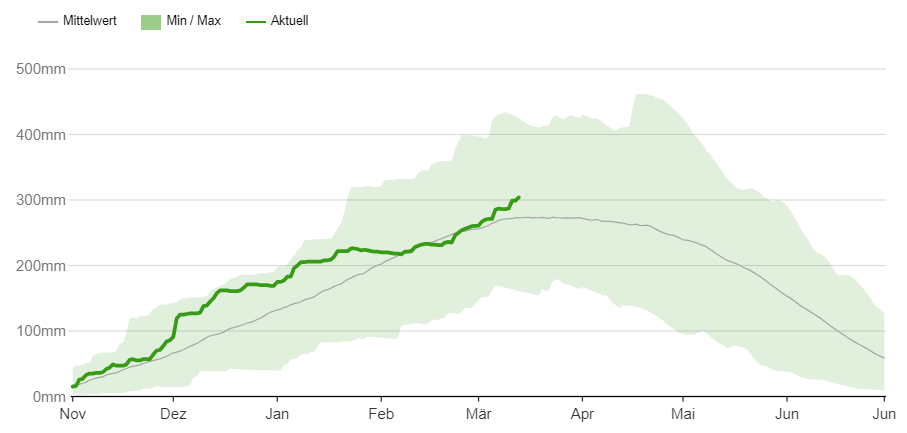 Mittelwert Min / Max Aktuell
500mm
400mm
300mm
200mm
100mm
0mm
Nov Dez Jan Feb Mär Apr Mai Jun Jun